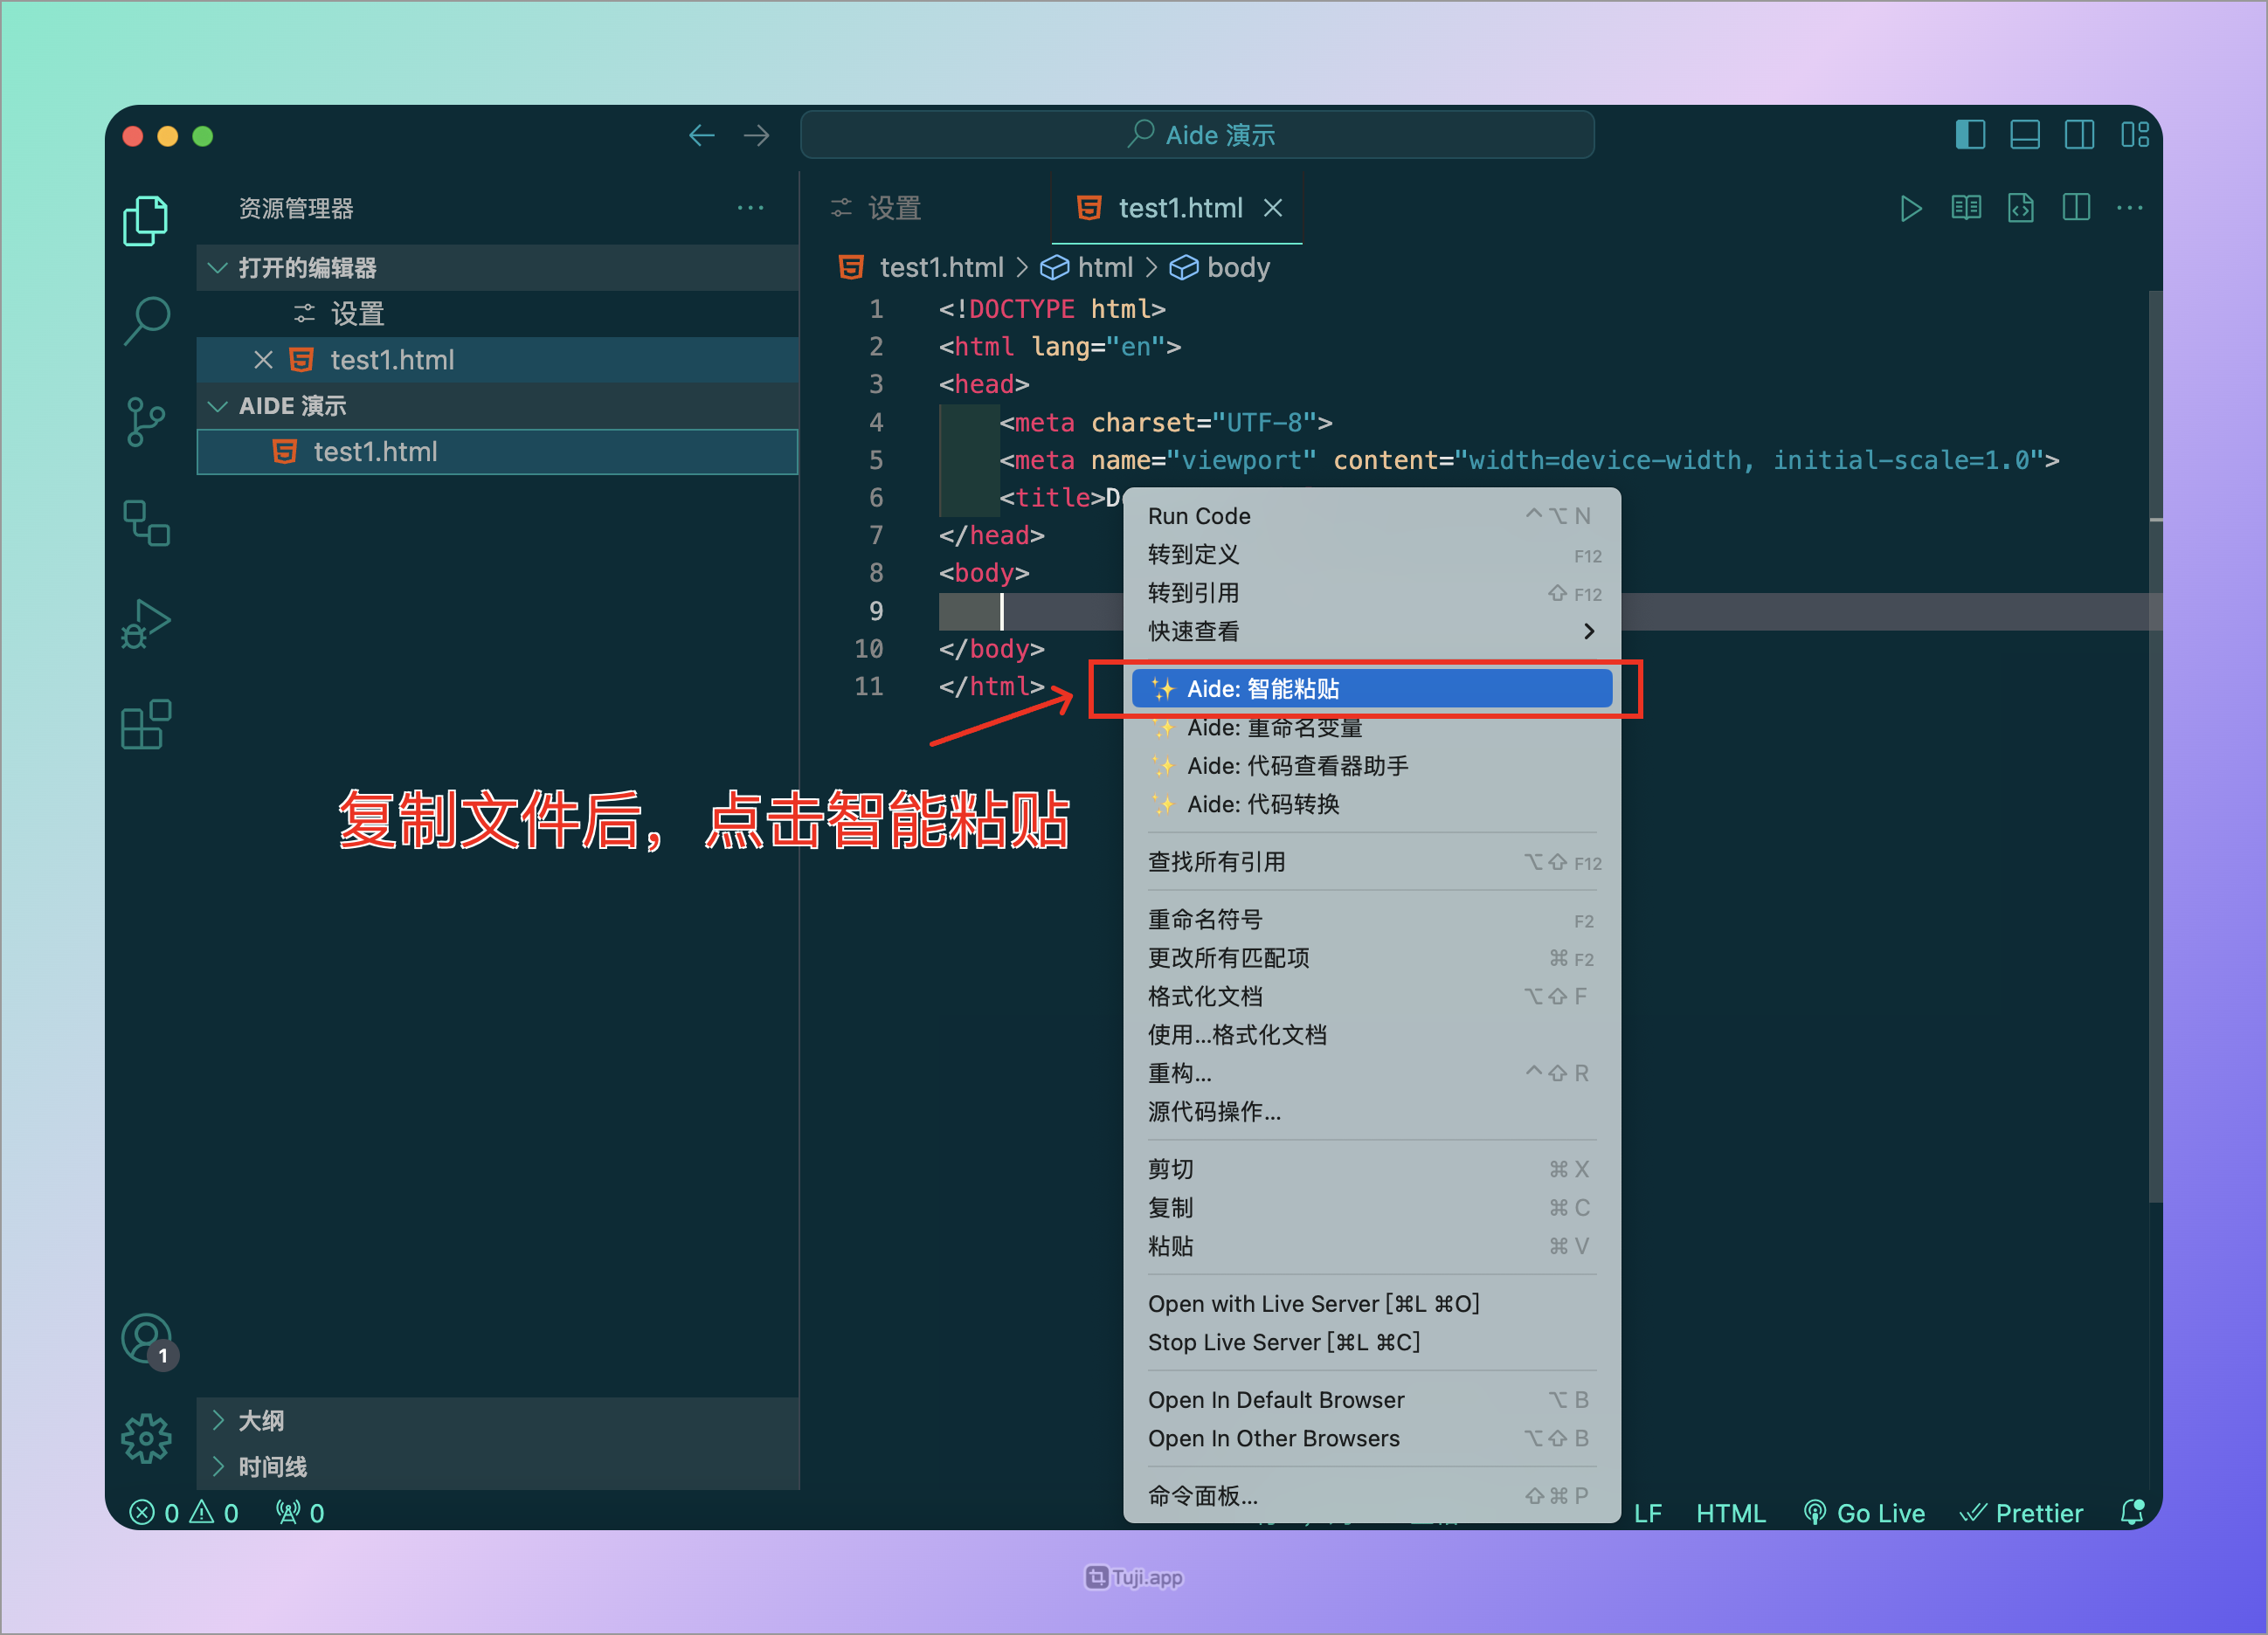 Aide 演示
资源管理器
打开的编辑器
设置
test1.html
AIDE 演示
test1.html
大纲
时间线
1
设置
test1.html
test1.html > html > body
1 <!DOCTYPE html>
2 <html lang="en">
3 <head>
4 <meta charset="UTF-8">
5 <meta name="viewport" content="width=device-width, initial-scale=1.0">
6 <title>D
7 </head>
8 <body>
9
10 </body>
11 </html>
Run Code ⌃⌥N
转到定义 F12
转到引用 ⇧F12
快速查看
✨ Aide: 智能粘贴
✨ Aide: 重命名变量
✨ Aide: 代码查看器助手
✨ Aide: 代码转换
查找所有引用 ⌥⇧F12
重命名符号 F2
更改所有匹配项 ⌘F2
格式化文档 ⌥⇧F
使用...格式化文档
重构... ⌃⇧R
源代码操作...
剪切 ⌘X
复制 ⌘C
粘贴 ⌘V
Open with Live Server [⌘L ⌘O]
Stop Live Server [⌘L ⌘C]
Open In Default Browser ⌥B
Open In Other Browsers ⌥⇧B
命令面板... ⇧⌘P
复制文件后，点击智能粘贴
0 0 0 LF HTML Go Live Prettier
Tuji.app